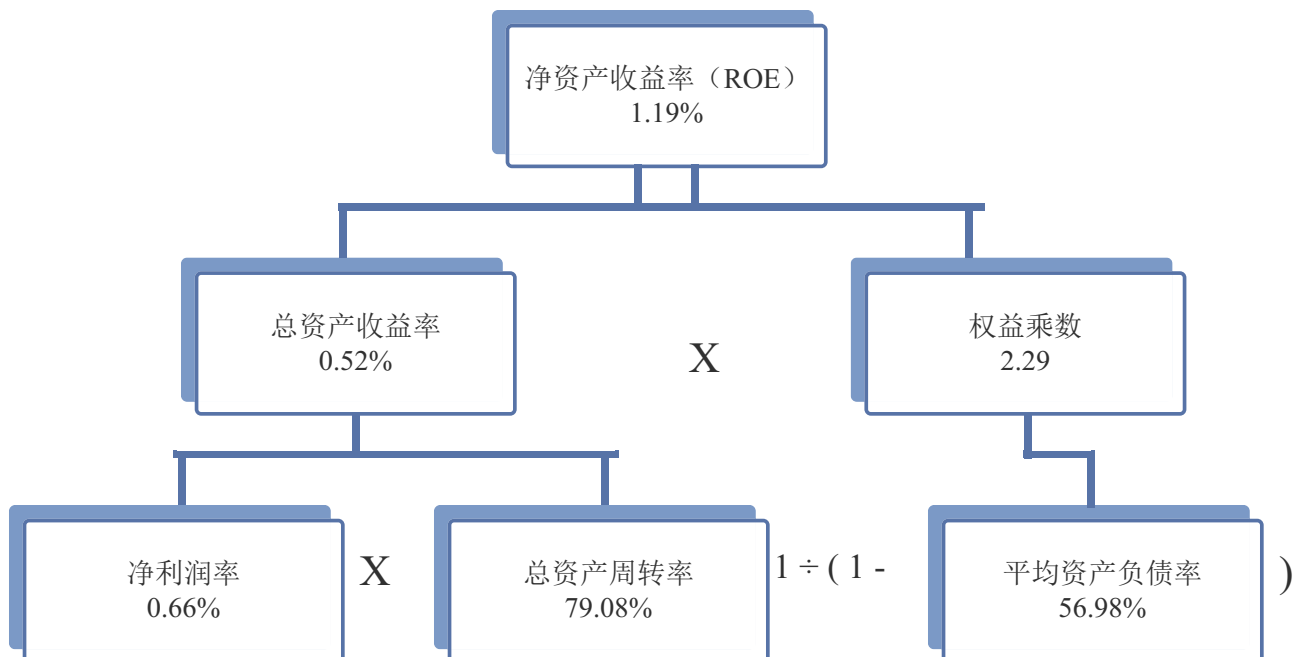 净资产收益率（ROE）
1.19%
总资产收益率
0.52%
X
权益乘数
2.29
净利润率
0.66%
X
总资产周转率
79.08%
1 ÷ ( 1 -
平均资产负债率
56.98%
)